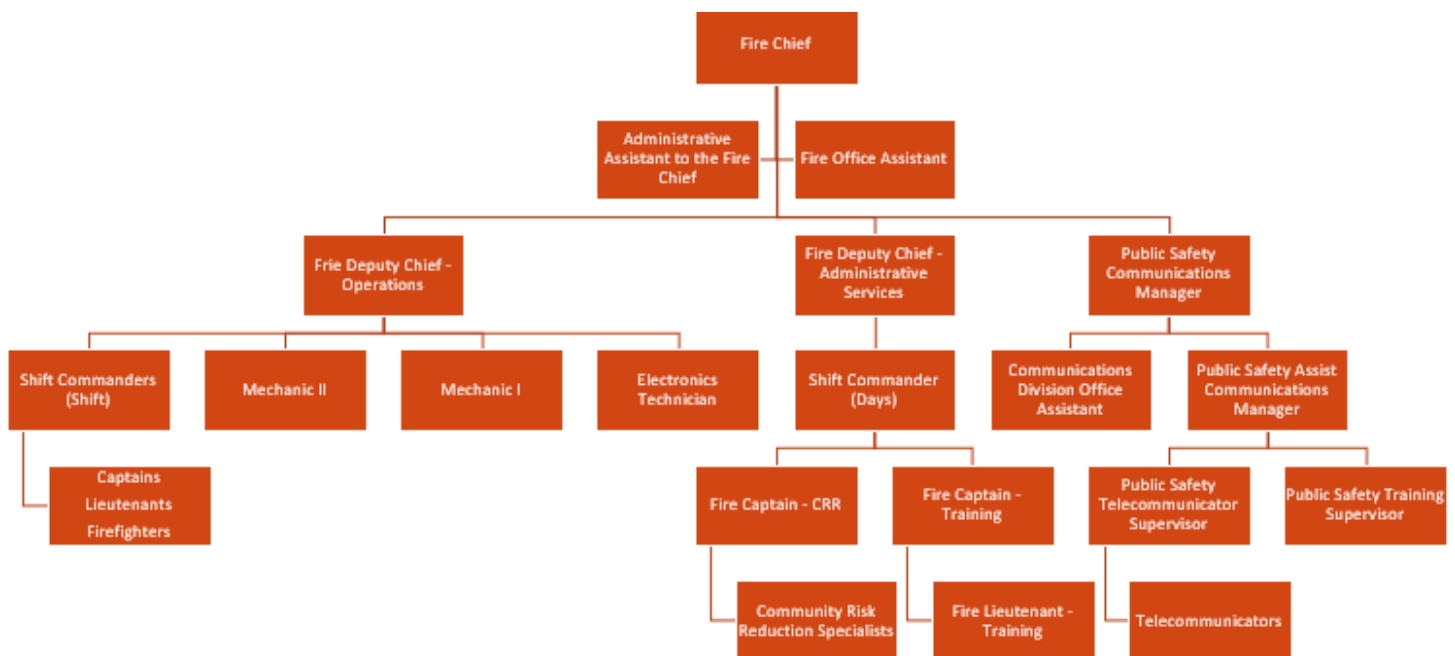 Fire Chief
Administrative
Assistant to the Fire
Chief
Fire Office Assistant
Frie Deputy Chief -
Operations
Fire Deputy Chief -
Administrative
Services
Public Safety
Communications
Manager
Shift Commanders
(Shift)
Mechanic II
Mechanic I
Electronics
Technician
Shift Commander
(Days)
Communications
Division Office
Assistant
Public Safety Assist
Communications
Manager
Captains
Lieutenants
Firefighters
Fire Captain - CRR
Fire Captain -
Training
Public Safety
Telecommunicator
Supervisor
Public Safety Training
Supervisor
Community Risk
Reduction Specialists
Fire Lieutenant -
Training
Telecommunicators